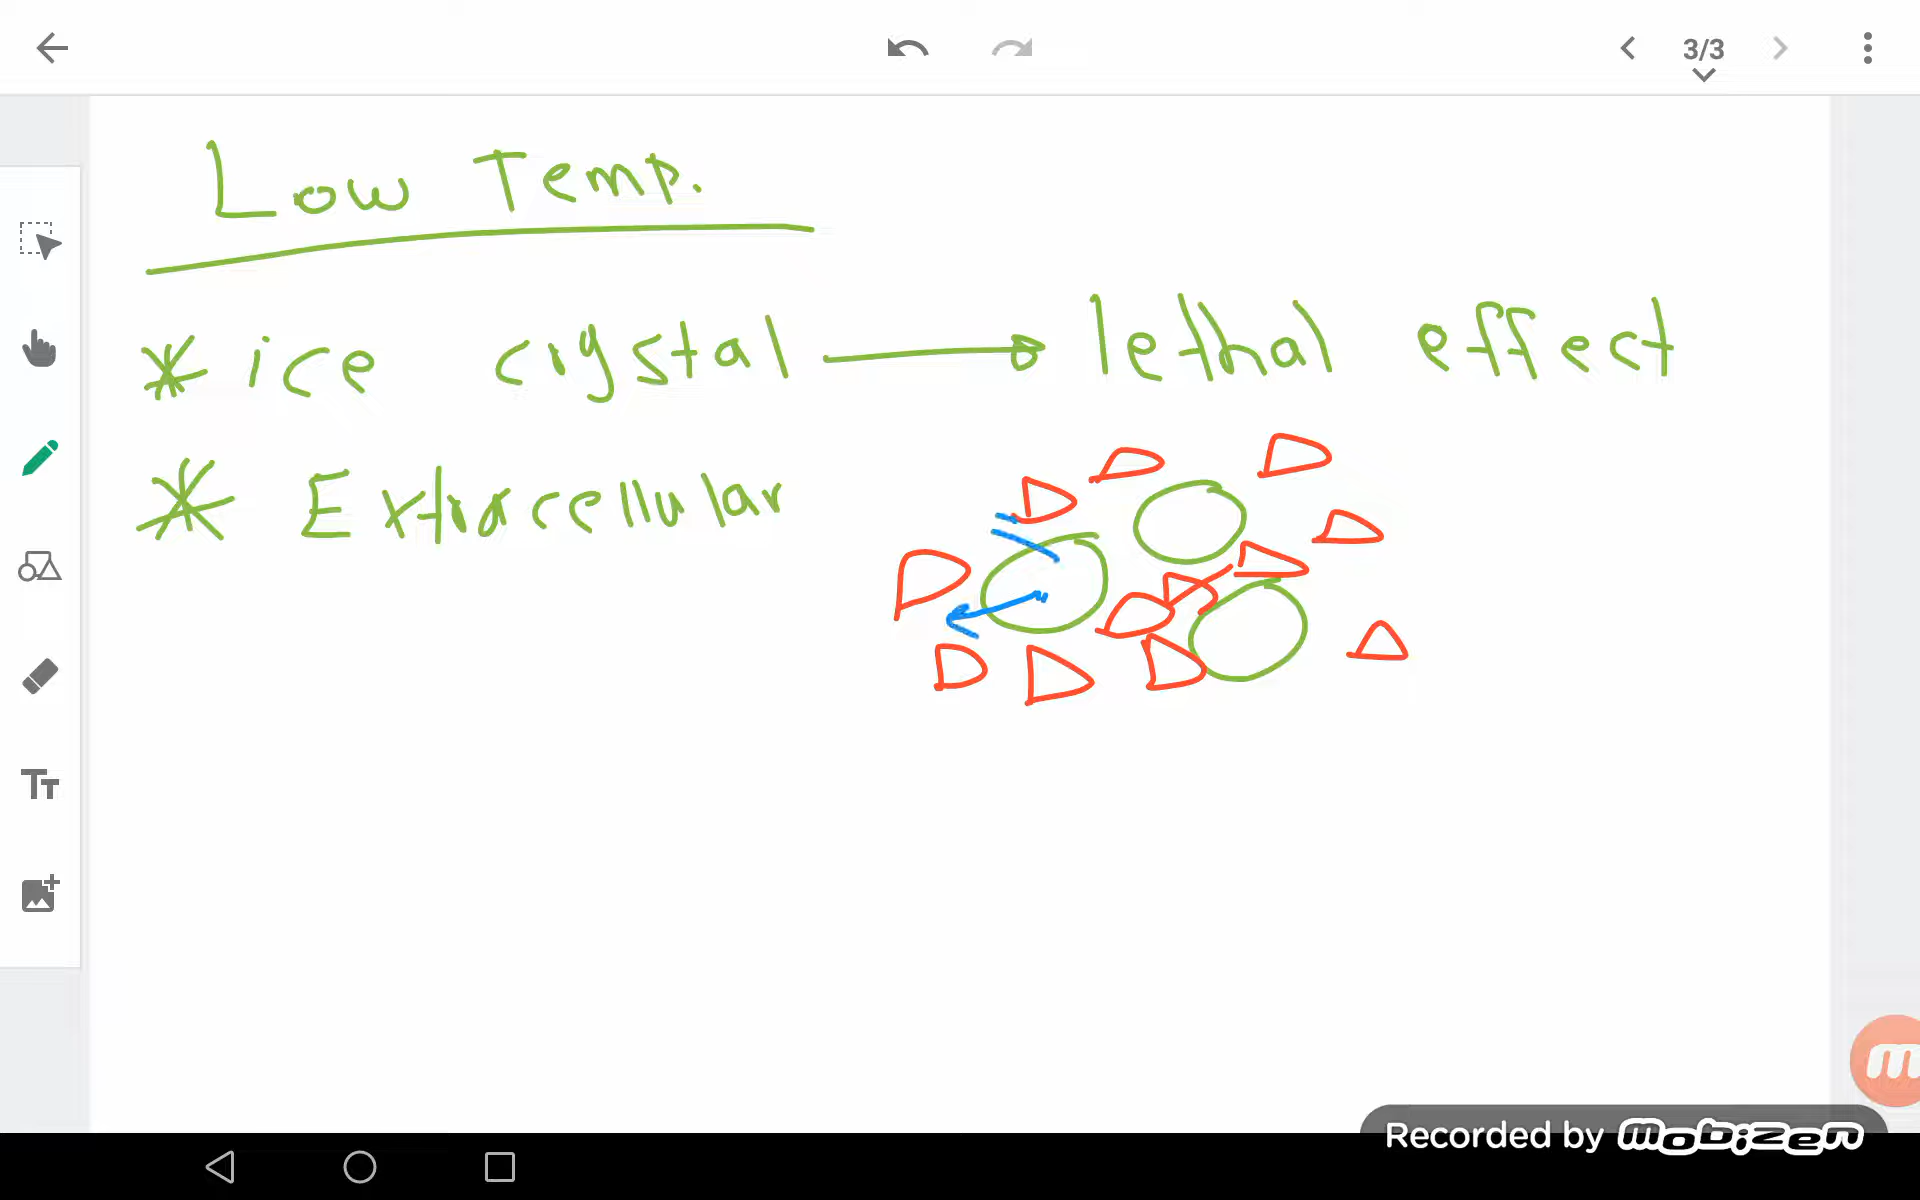 3/3
Low Temp.
* ice crystal → lethal effect
* Extracellular
Recorded by mobizen